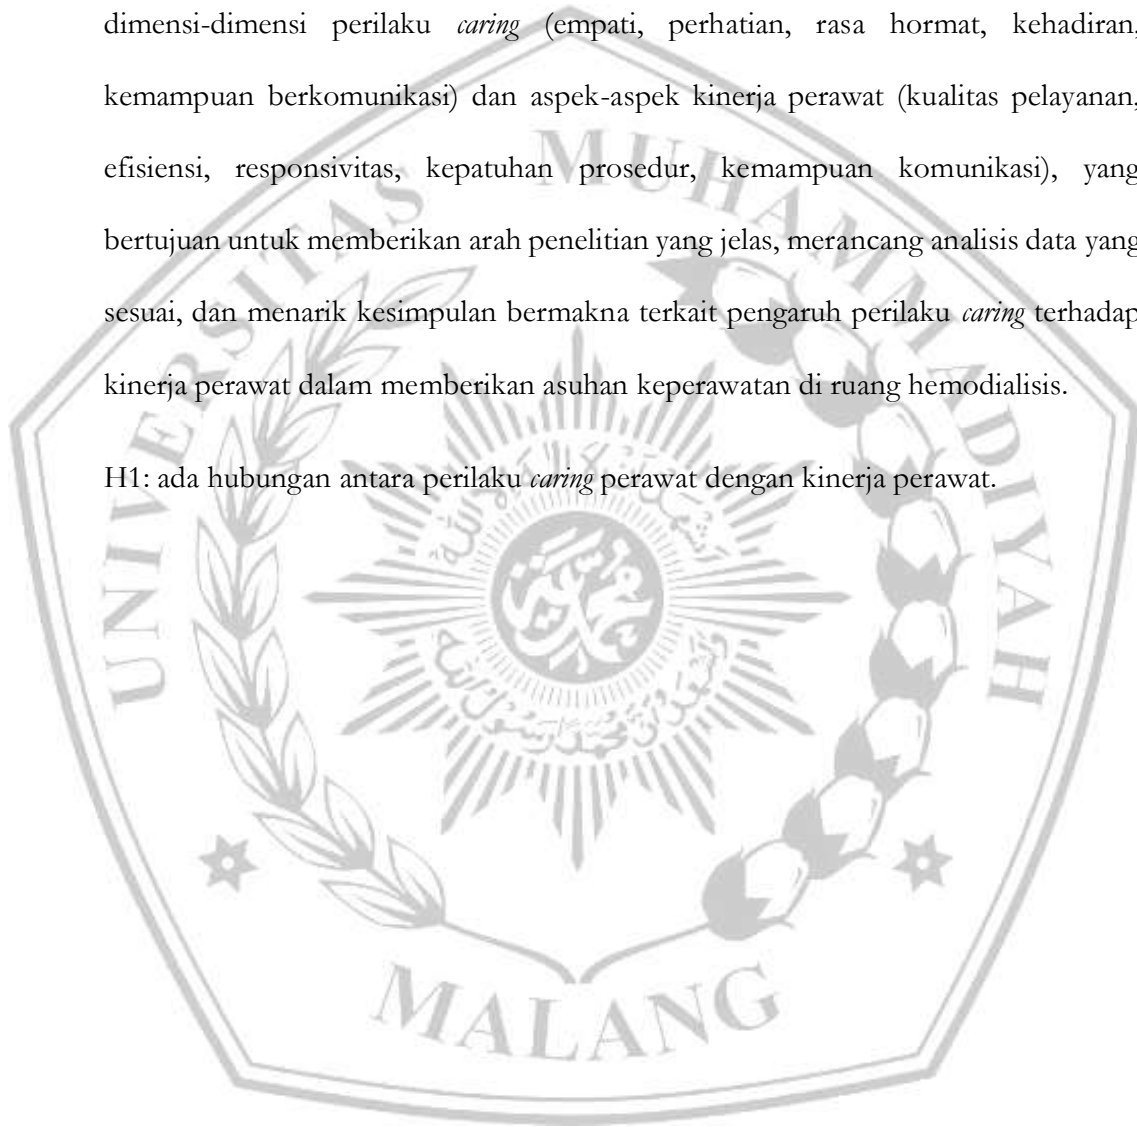 dimensi-dimensi perilaku caring (empati, perhatian, rasa hormat, kehadiran,
kemampuan berkomunikasi) dan aspek-aspek kinerja perawat (kualitas pelayanan,
efisiensi, responsivitas, kepatuhan prosedur, kemampuan komunikasi), yang
bertujuan untuk memberikan arah penelitian yang jelas, merancang analisis data yang
sesuai, dan menarik kesimpulan bermakna terkait pengaruh perilaku caring terhadap
kinerja perawat dalam memberikan asuhan keperawatan di ruang hemodialisis.
H1: ada hubungan antara perilaku caring perawat dengan kinerja perawat.
UNIVERSITAS MUHAMMADIYAH
MALANG